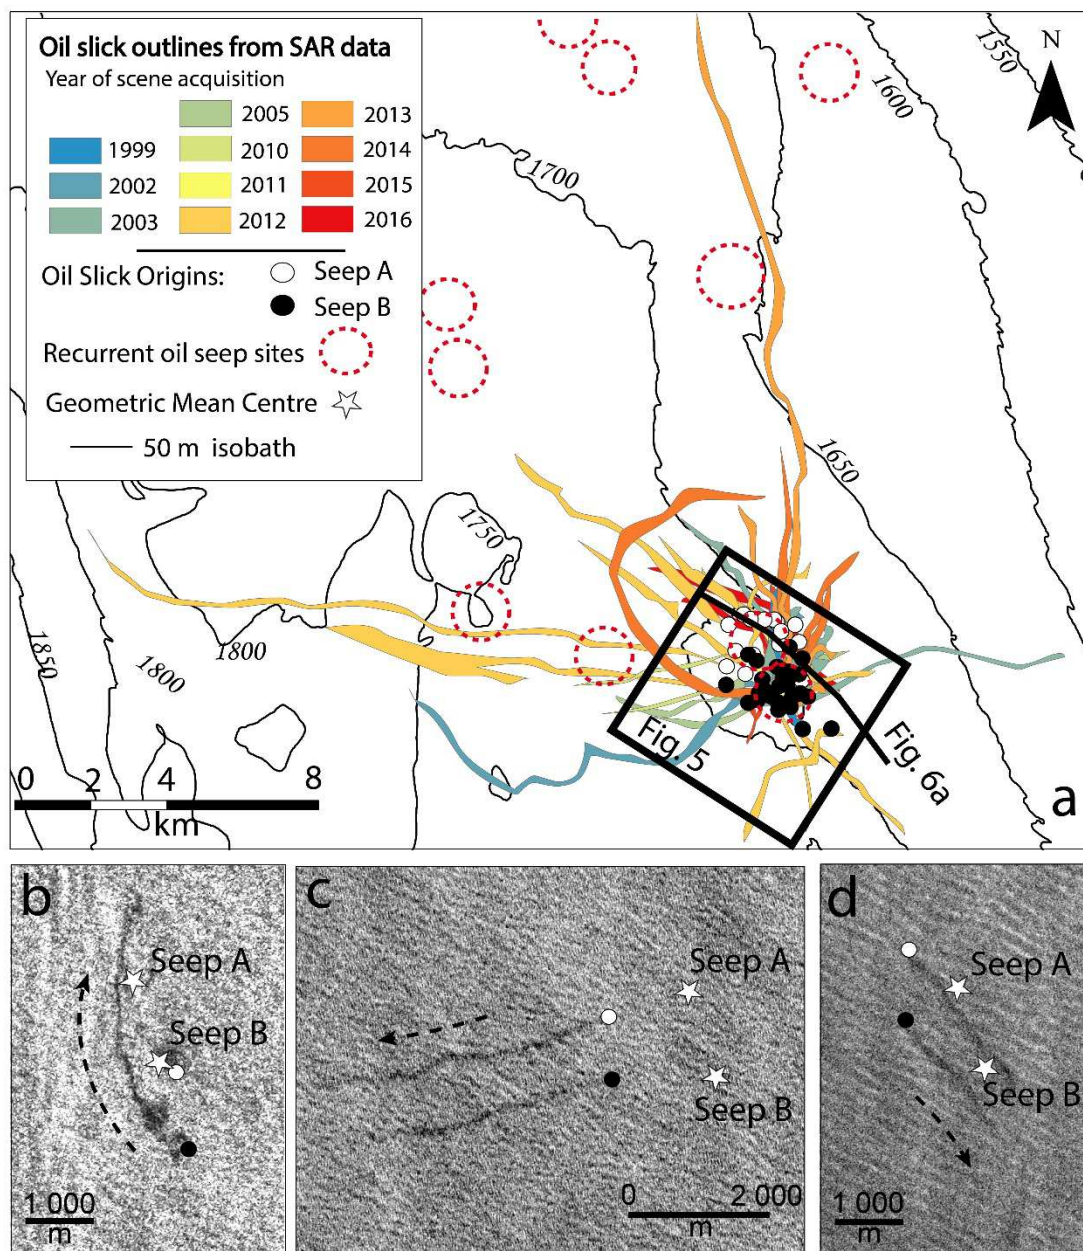 Oil slick outlines from SAR data
Year of scene acquisition
1999
2002
2003
2005
2010
2011
2012
2013
2014
2015
2016
Oil Slick Origins:
Seep A
Seep B
Recurrent oil seep sites
Geometric Mean Centre
50 m isobath
N
1550
1600
1700
1650
1750
1850
1800
1800
Fig. 5
Fig. 6a
0 2 4 8
km
a
b
Seep A
Seep B
1 000
m
c
Seep A
Seep B
0 2 000
m
d
Seep A
Seep B
1 000
m